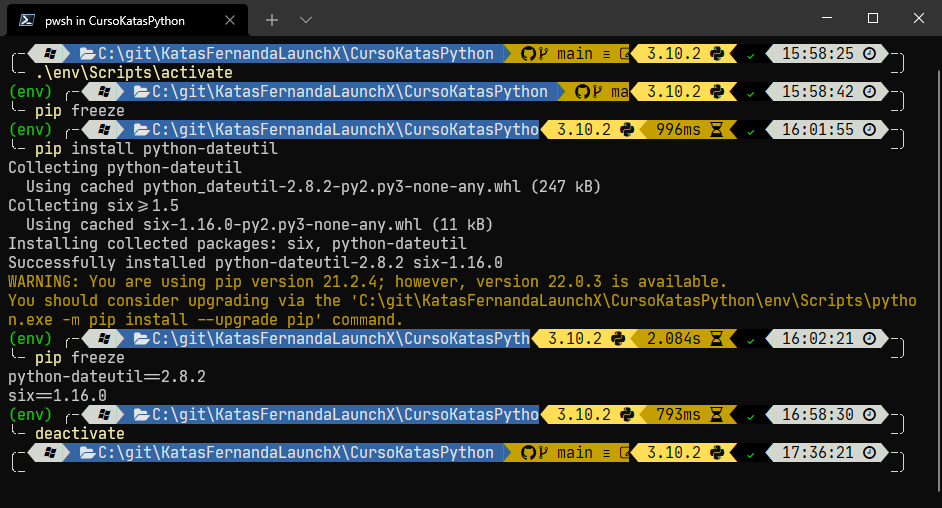 pwsh in CursoKatasPython
C:\git\KatasFernandaLaunchX\CursoKatasPython main ≡ 3.10.2 ✓ 15:58:25
.\env\Scripts\activate
(env) C:\git\KatasFernandaLaunchX\CursoKatasPython ma 3.10.2 ✓ 15:58:42
pip freeze
(env) C:\git\KatasFernandaLaunchX\CursoKatasPytho 3.10.2 996ms ✓ 16:01:55
pip install python-dateutil
Collecting python-dateutil
Using cached python_dateutil-2.8.2-py2.py3-none-any.whl (247 kB)
Collecting six>=1.5
Using cached six-1.16.0-py2.py3-none-any.whl (11 kB)
Installing collected packages: six, python-dateutil
Successfully installed python-dateutil-2.8.2 six-1.16.0
WARNING: You are using pip version 21.2.4; however, version 22.0.3 is available.
You should consider upgrading via the 'C:\git\KatasFernandaLaunchX\CursoKatasPython\env\Scripts\pytho
n.exe -m pip install --upgrade pip' command.
(env) C:\git\KatasFernandaLaunchX\CursoKatasPyth 3.10.2 2.084s ✓ 16:02:21
pip freeze
python-dateutil==2.8.2
six==1.16.0
(env) C:\git\KatasFernandaLaunchX\CursoKatasPytho 3.10.2 793ms ✓ 16:58:30
deactivate
C:\git\KatasFernandaLaunchX\CursoKatasPython main ≡ 3.10.2 ✓ 17:36:21